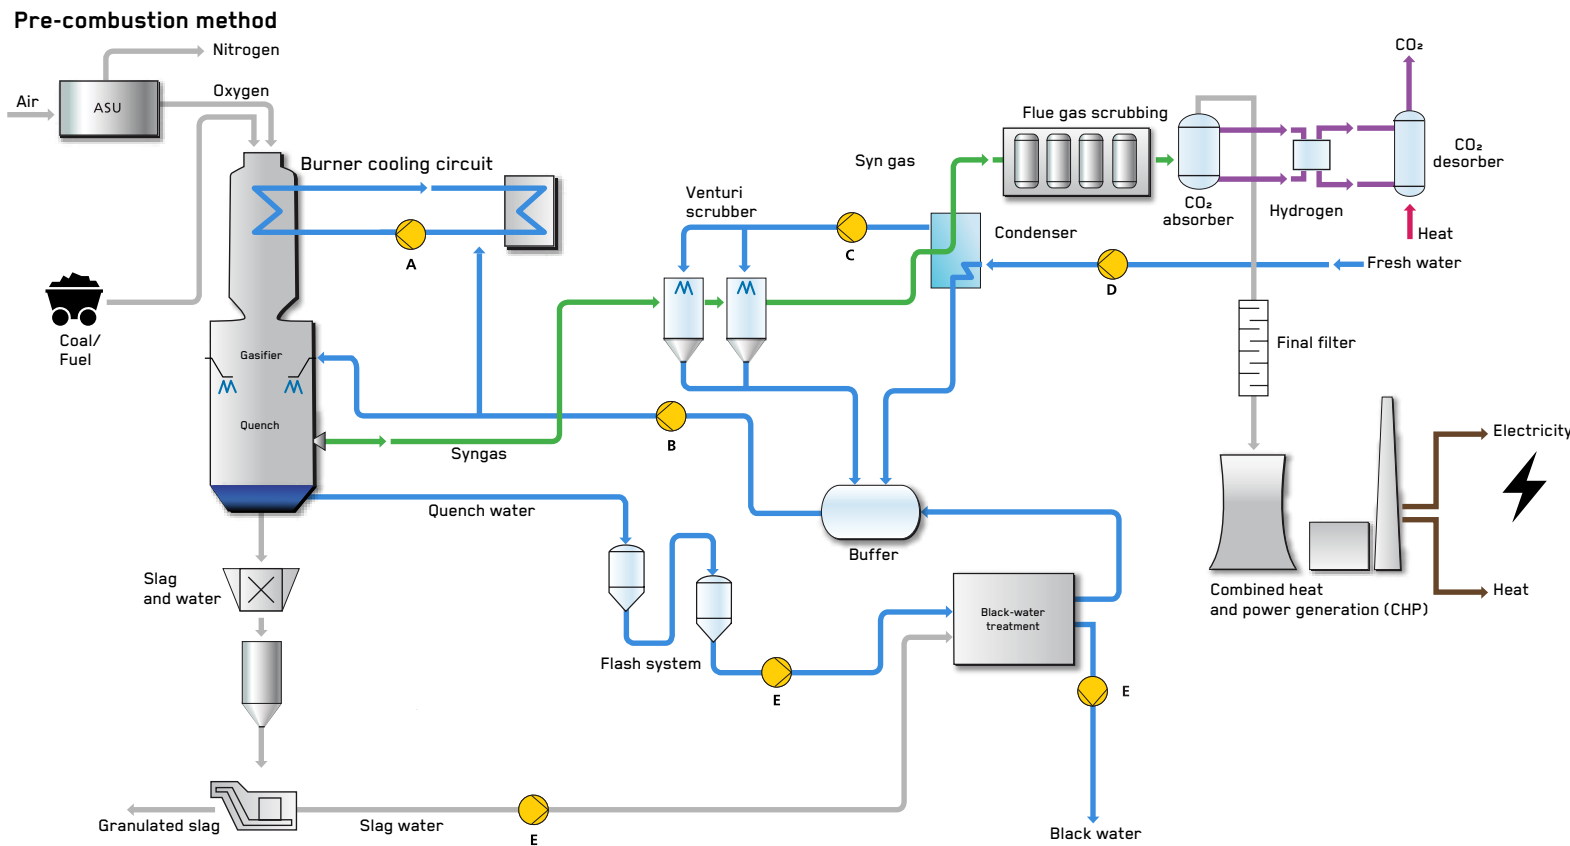 Pre-combustion method
Nitrogen
Air
ASU
Oxygen
Burner cooling circuit
A
Coal/
Fuel
Gasifier
Quench
Syngas
Quench water
Slag
and water
Granulated slag
Slag water
E
Venturi
scrubber
C
Syn gas
Condenser
B
D
Fresh water
Flue gas scrubbing
CO₂
absorber
Hydrogen
CO₂
CO₂
desorber
Heat
Final filter
Buffer
Flash system
E
Black-water
treatment
E
Black water
Combined heat
and power generation (CHP)
Electricity
Heat